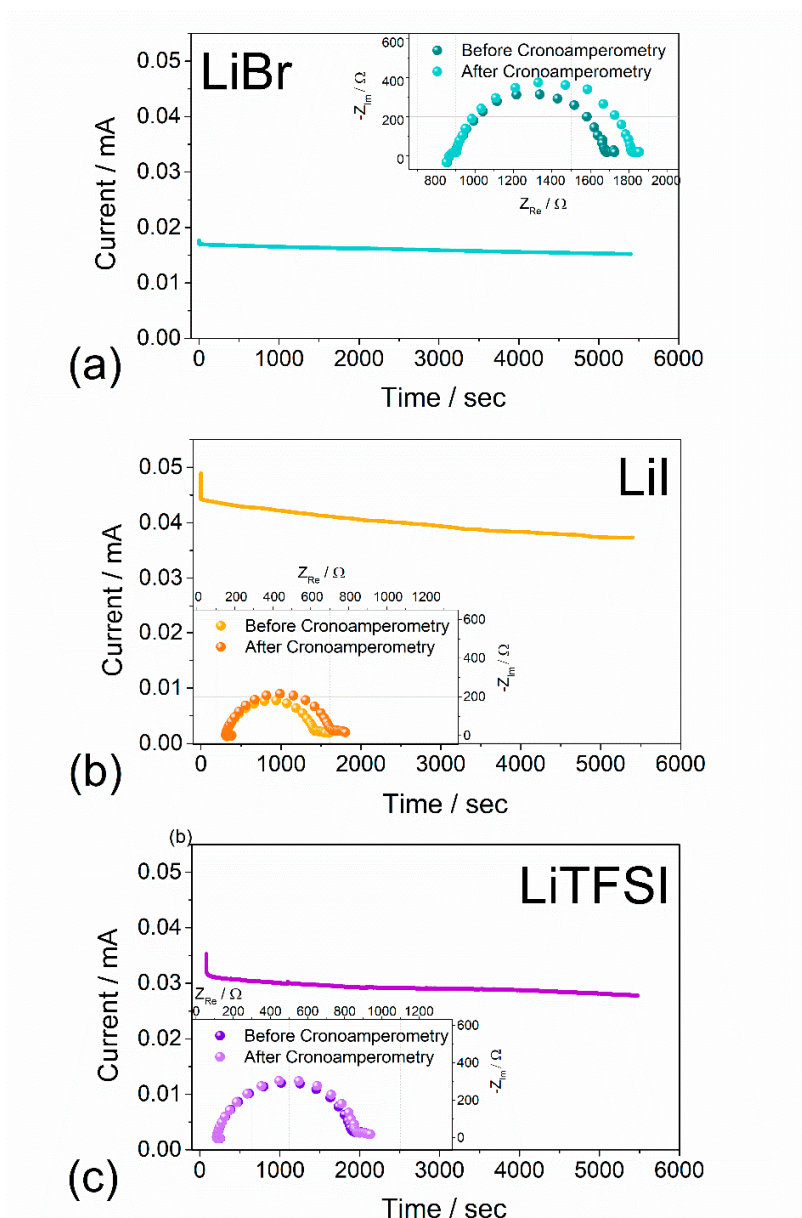 LiBr
Before Cronoamperometry
After Cronoamperometry
600
400
200
0
-Z_Im / Ω
800 1000 1200 1400 1600 1800 2000
Z_Re / Ω
0.05
0.04
0.03
0.02
0.01
0.00
Current / mA
0 1000 2000 3000 4000 5000 6000
Time / sec
(a)
LiI
0.05
0.04
0.03
0.02
0.01
0.00
Current / mA
Z_Re / Ω
0 200 400 600 800 1000 1200
Before Cronoamperometry
After Cronoamperometry
600
400
200
0
-Z_Im / Ω
0 1000 2000 3000 4000 5000 6000
Time / sec
(b)
(b)
LiTFSI
0.05
0.04
0.03
0.02
0.01
0.00
Current / mA
Z_Re / Ω
0 200 400 600 800 1000 1200
Before Cronoamperometry
After Cronoamperometry
600
400
200
0
-Z_Im / Ω
0 1000 2000 3000 4000 5000 6000
Time / sec
(c)